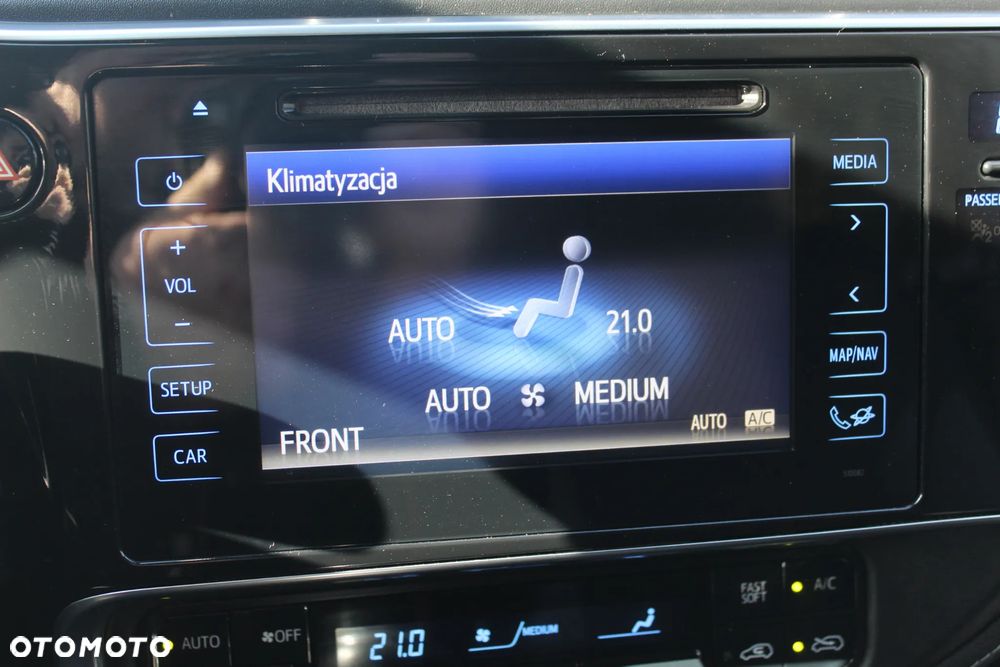 Klimatyzacja
MEDIA
VOL
PASSE
AUTO
21.0
MAP/NAV
SETUP
AUTO
MEDIUM
AUTO
A/C
FRONT
CAR
FAST
SOFT
A/C
AUTO
OFF
21.0
MEDIUM
OTOMOTO